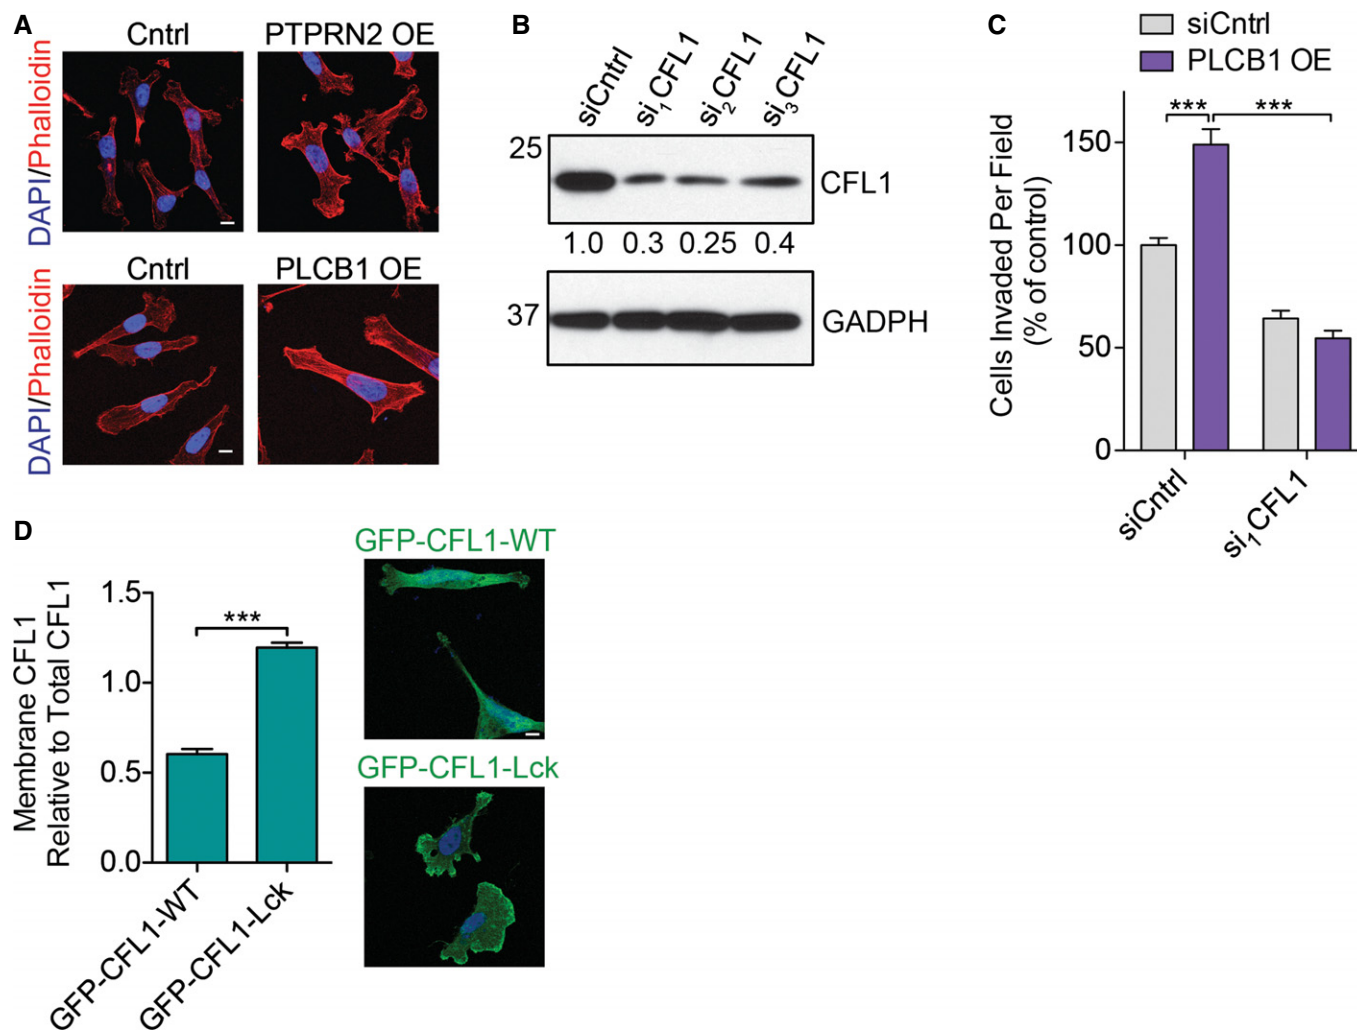 A
Cntrl
PTPRN2 OE
DAPI/Phalloidin
Cntrl
PLCB1 OE
DAPI/Phalloidin
B
siCntrl
si1CFL1
si2CFL1
si3CFL1
25
CFL1
1.0 0.3 0.25 0.4
37
GADPH
C
siCntrl
PLCB1 OE
*** ***
Cells Invaded Per Field
(% of control)
150
100
50
0
siCntrl
si1CFL1
D
Membrane CFL1
Relative to Total CFL1
1.5
1.0
0.5
0.0
***
GFP-CFL1-WT
GFP-CFL1-Lck
GFP-CFL1-WT
GFP-CFL1-Lck